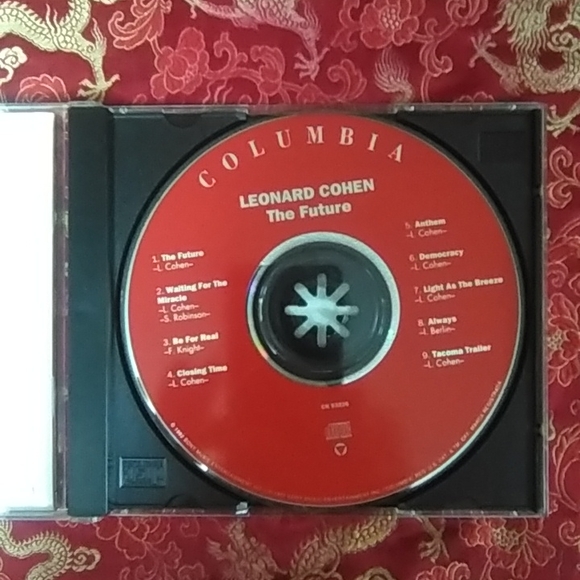 COLUMBIA
LEONARD COHEN
The Future
1. The Future
-L. Cohen-
2. Waiting For The
Miracle
-L. Cohen-
-S. Robinson-
3. Be For Real
-F. Knight-
4. Closing Time
-L. Cohen-
5. Anthem
-L. Cohen-
6. Democracy
-L. Cohen-
7. Light As The Breeze
-L. Cohen-
8. Always
-I. Berlin-
9. Tacoma Trailer
-L. Cohen-